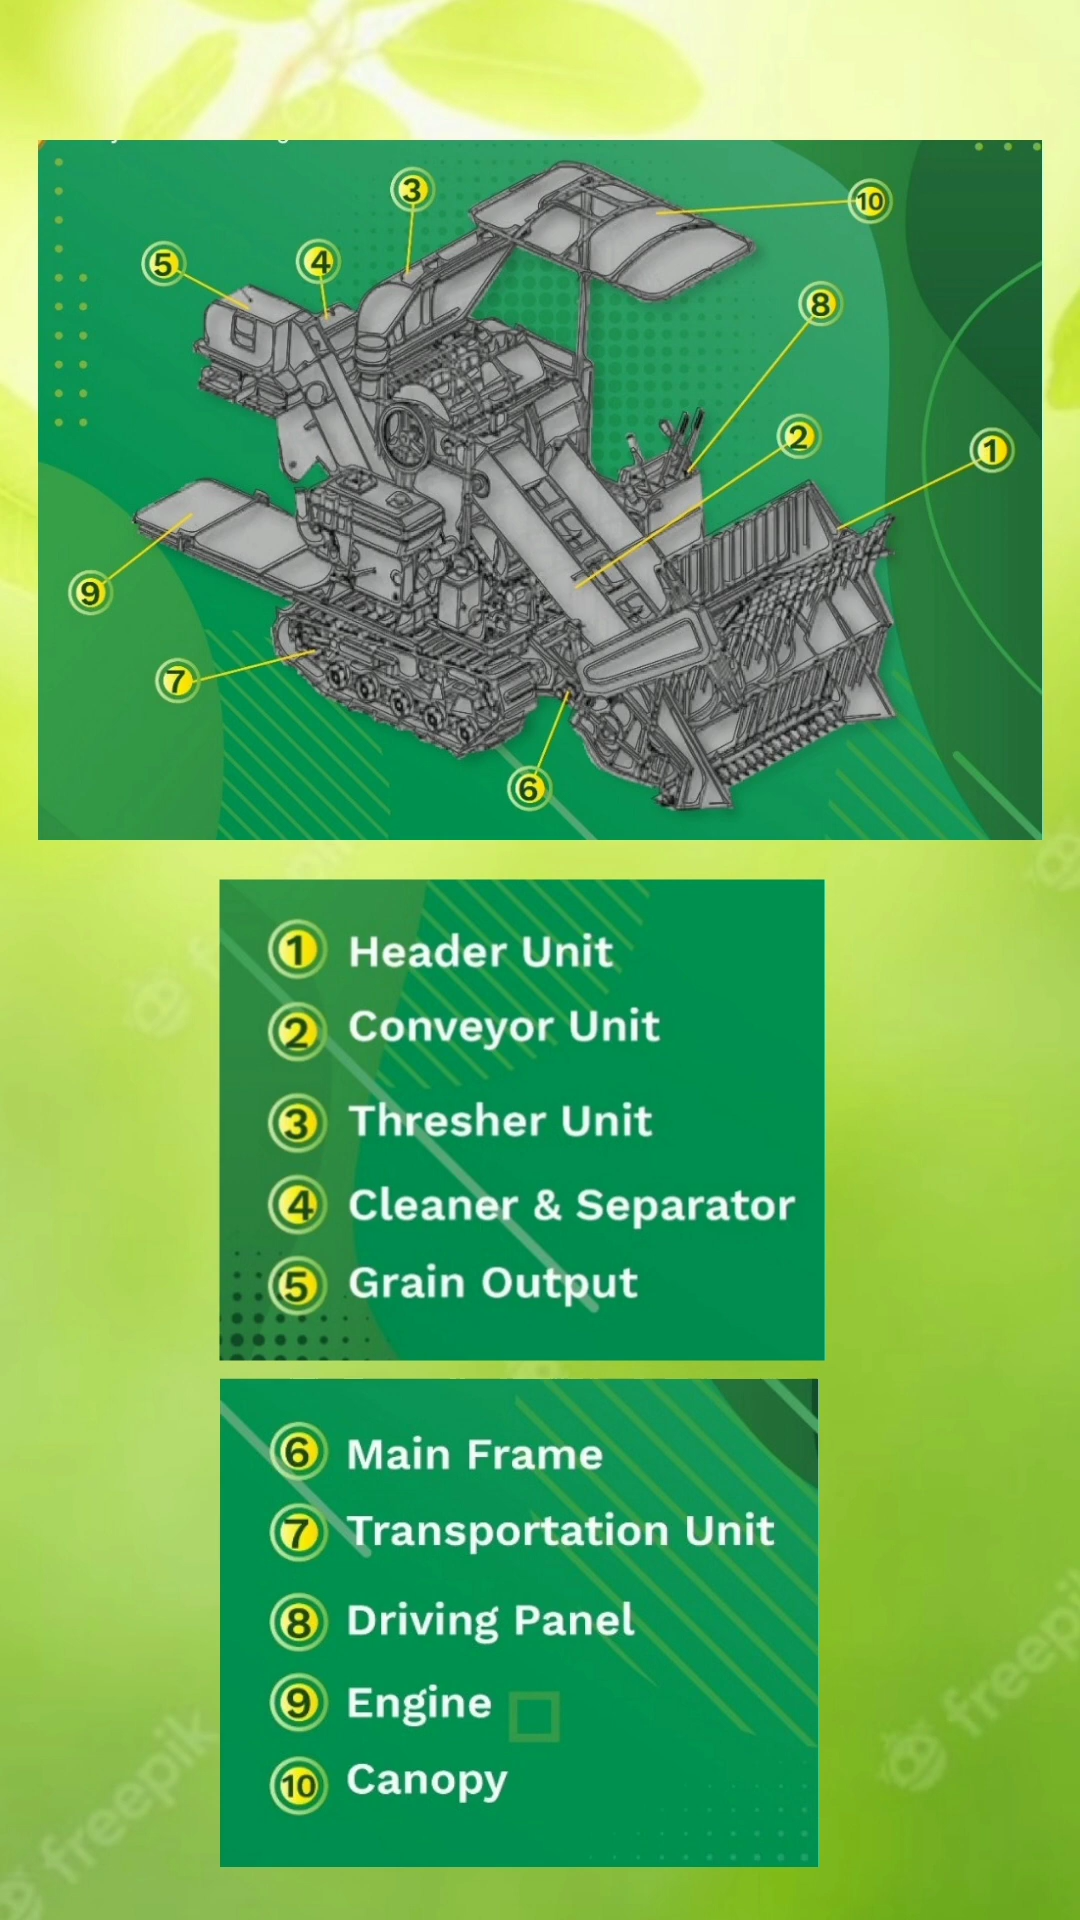 3
10
5
4
8
2
1
9
7
6
1 Header Unit
2 Conveyor Unit
3 Thresher Unit
4 Cleaner & Separator
5 Grain Output
6 Main Frame
7 Transportation Unit
8 Driving Panel
9 Engine
10 Canopy
freepik
freepik